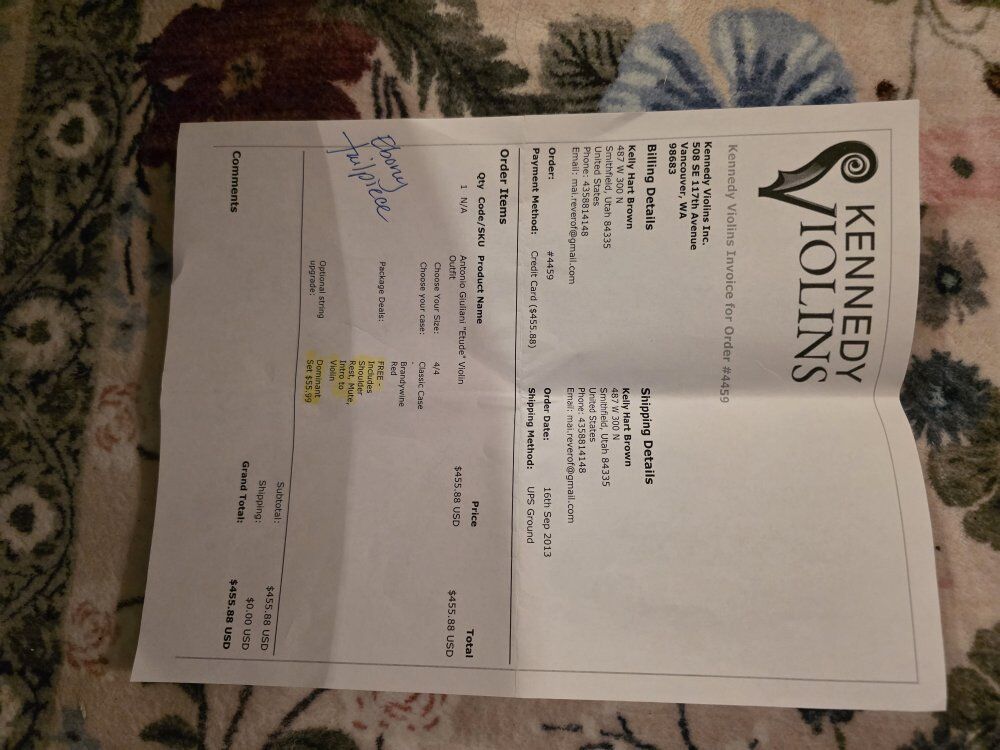 KENNEDY
VIOLINS
Kennedy Violins Invoice for Order #4459
Kennedy Violins Inc.
508 SE 117th Avenue
Vancouver, WA
98683
Billing Details
Kelly Hart Brown
487 W 300 N
Smithfield, Utah 84335
United States
Phone: 4358814148
Email: mai.reverof@gmail.com
Shipping Details
Kelly Hart Brown
487 W 300 N
Smithfield, Utah 84335
United States
Phone: 4358814148
Email: mai.reverof@gmail.com
Order: #4459
Payment Method: Credit Card ($455.88)
Order Date: 16th Sep 2013
Shipping Method: UPS Ground
Order Items
Qty Code/SKU Product Name Price Total
1 N/A Antonio Giuliani "Etude" Violin $455.88 USD $455.88 USD
Outfit
Choose Your Size: 4/4
Choose your case: Classic Case
-
Brandywine
Red
Package Deals: FREE -
Includes
Shoulder
Rest, Mute,
Intro to
Violin
Optional string Dominant
upgrade: Set $55.99
ebony
tailpiece
Subtotal: $455.88 USD
Shipping: $0.00 USD
Grand Total: $455.88 USD
Comments